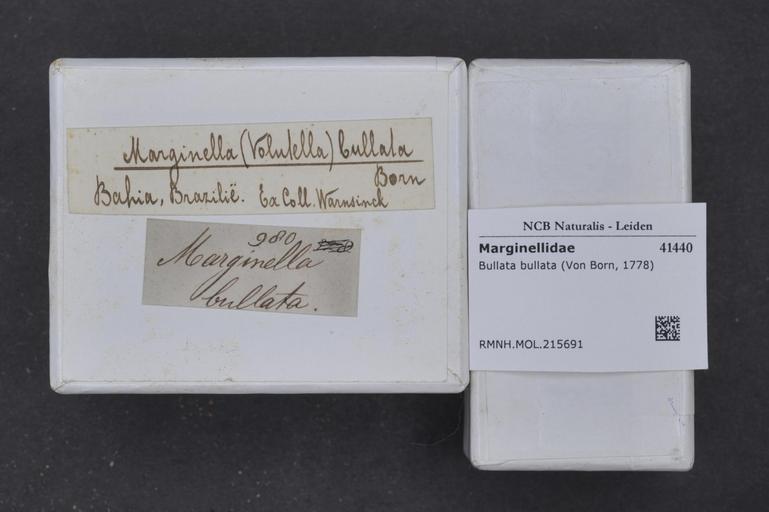 Marginella (Volutella) bullata
Born
Bahia, Brazilië. Ex Coll. Warnsinck
980
Marginella
bullata.
NCB Naturalis - Leiden
Marginellidae 41440
Bullata bullata (Von Born, 1778)
RMNH.MOL.215691